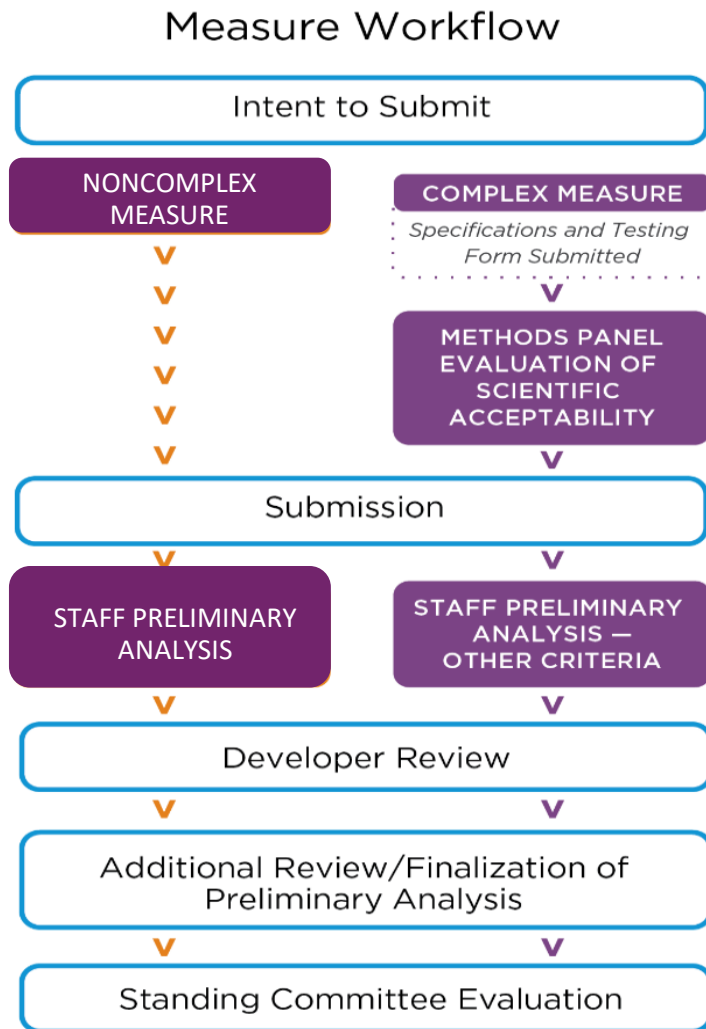 Measure Workflow
Intent to Submit
NONCOMPLEX
MEASURE
COMPLEX MEASURE
Specifications and Testing
Form Submitted
METHODS PANEL
EVALUATION OF
SCIENTIFIC
ACCEPTABILITY
Submission
STAFF PRELIMINARY
ANALYSIS
STAFF PRELIMINARY
ANALYSIS —
OTHER CRITERIA
Developer Review
Additional Review/Finalization of
Preliminary Analysis
Standing Committee Evaluation